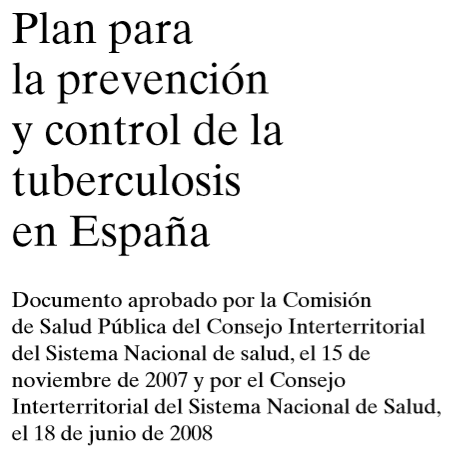 Plan para
la prevención
y control de la
tuberculosis
en España
Documento aprobado por la Comisión
de Salud Pública del Consejo Interterritorial
del Sistema Nacional de salud, el 15 de
noviembre de 2007 y por el Consejo
Interterritorial del Sistema Nacional de Salud,
el 18 de junio de 2008